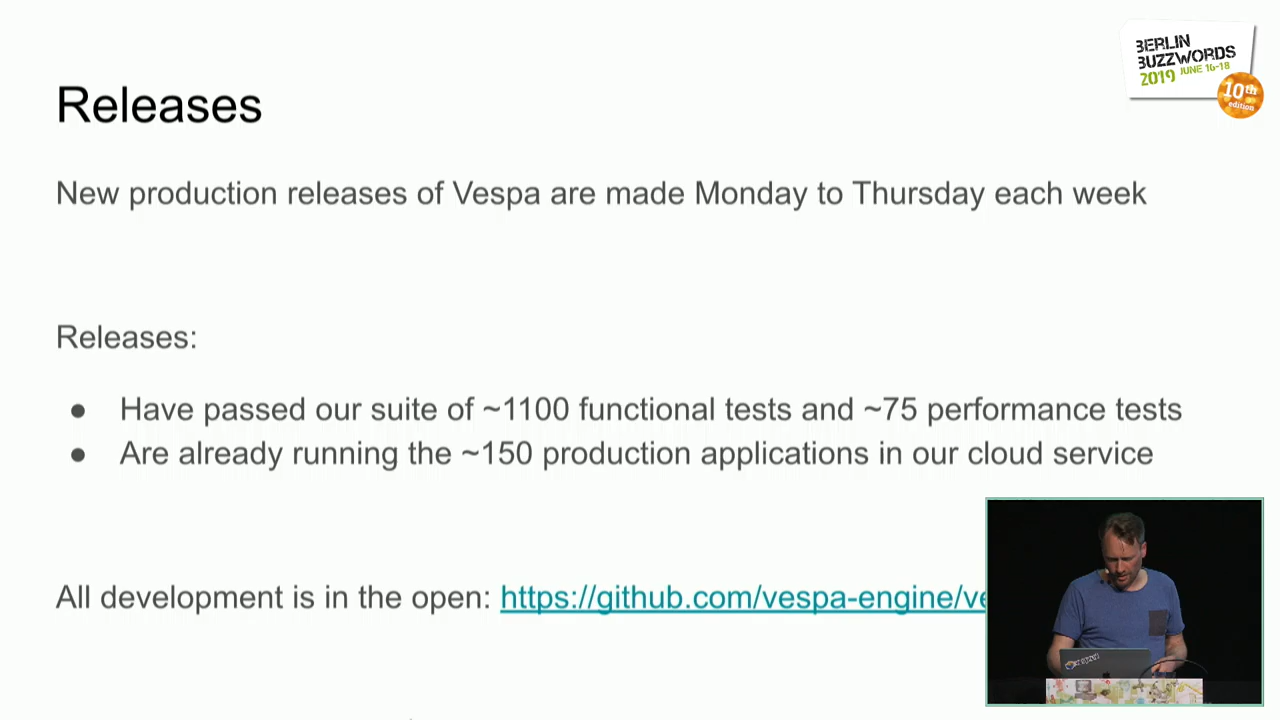 BERLIN
BUZZWORDS
2019 JUNE 16-18
10th
edition
Releases
New production releases of Vespa are made Monday to Thursday each week
Releases:
● Have passed our suite of ~1100 functional tests and ~75 performance tests
● Are already running the ~150 production applications in our cloud service
All development is in the open: https://github.com/vespa-engine/ve